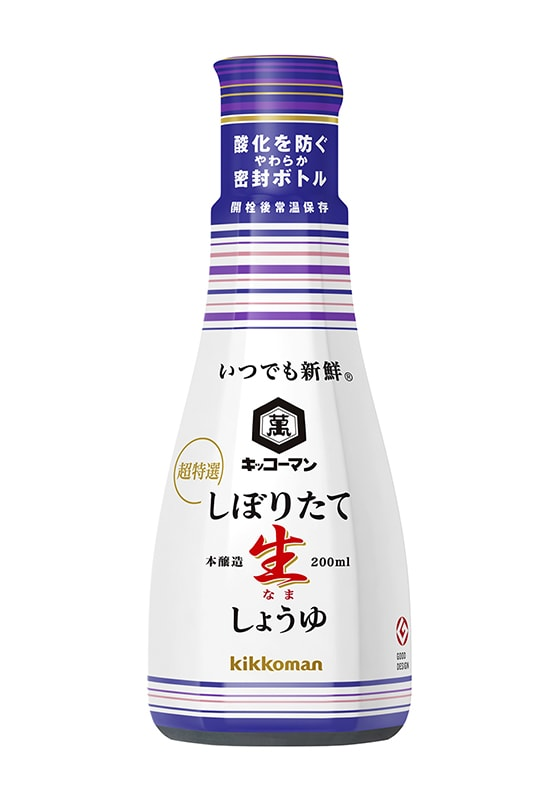 酸化を防ぐ
やわらか
密封ボトル
開栓後常温保存
いつでも新鮮®
萬
キッコーマン
超特選
しぼりたて
本醸造 生 200ml
なま
しょうゆ
kikkoman
GOOD
DESIGN